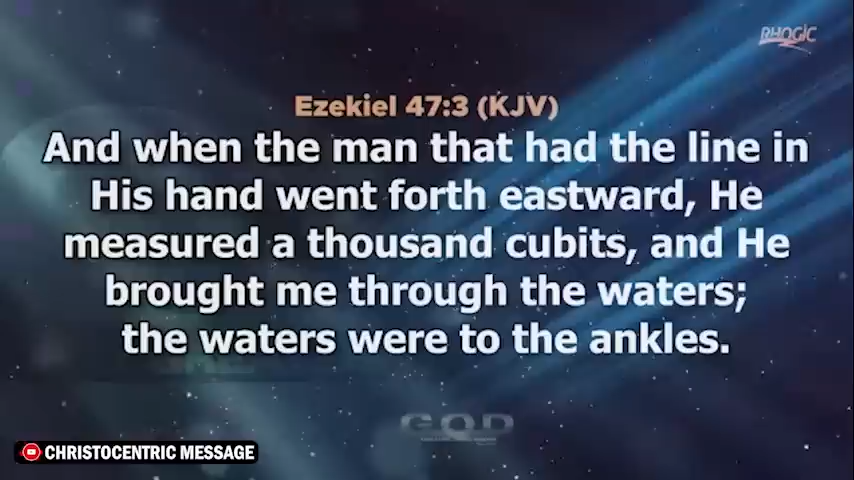 RHOGIC
Ezekiel 47:3 (KJV)
And when the man that had the line in
His hand went forth eastward, He
measured a thousand cubits, and He
brought me through the waters;
the waters were to the ankles.
G.O.D
CHRISTOCENTRIC MESSAGE